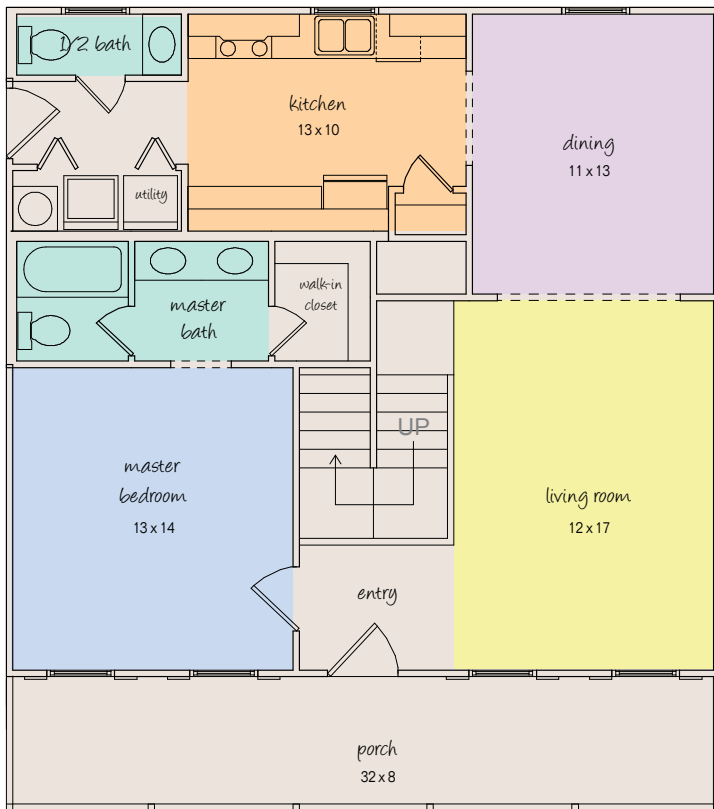 1/2 bath
kitchen
13 x 10
dining
11 x 13
utility
walk-in
closet
master
bath
UP
master
bedroom
13 x 14
living room
12 x 17
entry
porch
32 x 8